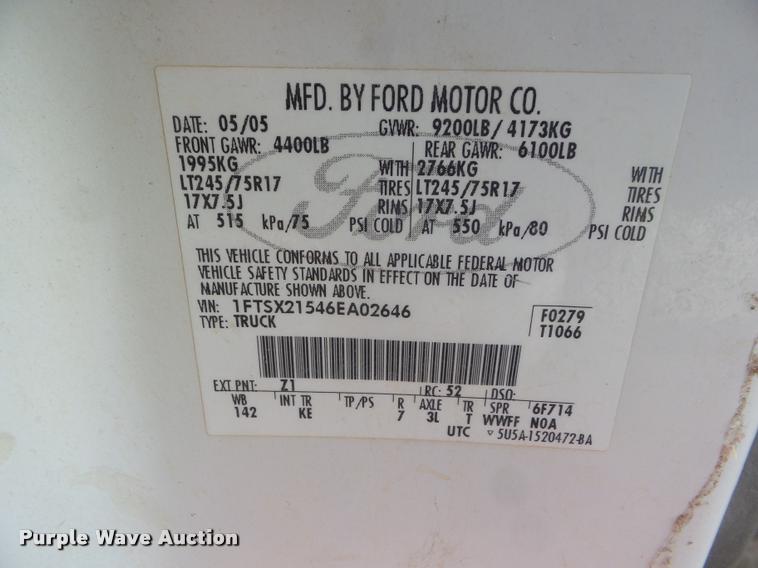 MFD. BY FORD MOTOR CO.
DATE: 05/05 GVWR: 9200LB/ 4173KG
FRONT GAWR: 4400LB REAR GAWR: 6100LB
1995KG WITH 2766KG WITH
LT245/75R17 TIRES LT245/75R17 TIRES
17X7.5J RIMS 17X7.5J RIMS
AT 515 kPa/75 PSI COLD AT 550 kPa/80 PSI COLD
Ford
THIS VEHICLE CONFORMS TO ALL APPLICABLE FEDERAL MOTOR
VEHICLE SAFETY STANDARDS IN EFFECT ON THE DATE OF
MANUFACTURE SHOWN ABOVE.
VIN: 1FTSX21546EA02646 F0279
TYPE: TRUCK T1066
EXT PNT: Z1 RC: 52 DSO:
WB INT TR TP/PS R AXLE TR SPR 6F714
142 KE 7 3L T WWFF NOA
UTC ▽5U5A-1520472-BA
Purple Wave Auction